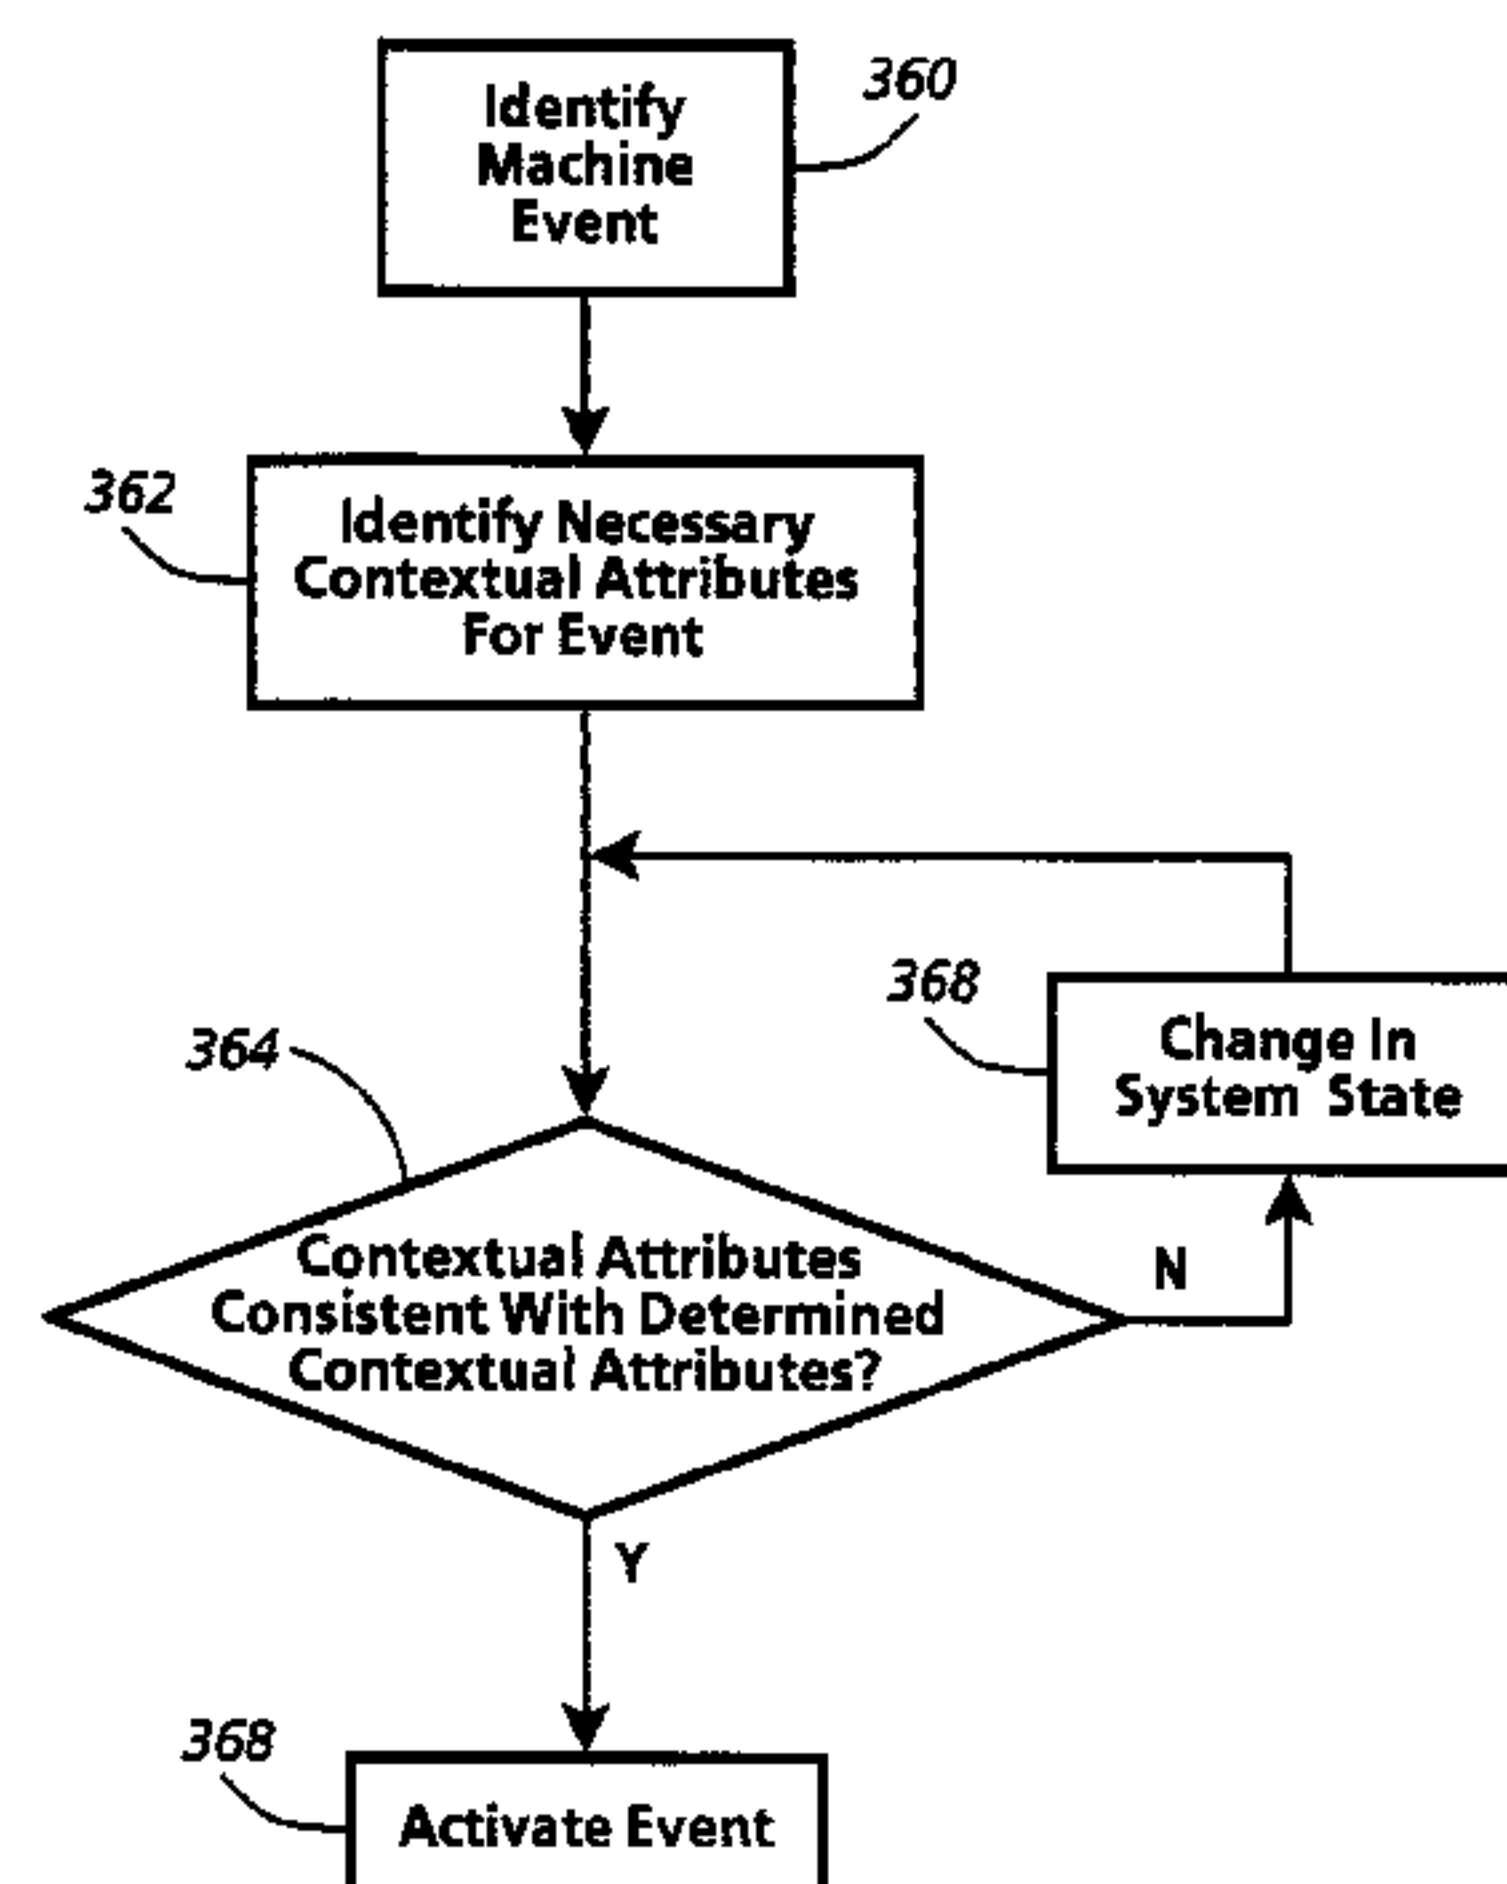 Identify
Machine
Event
360
362
Identify Necessary
Contextual Attributes
For Event
368
Change In
System State
364
Contextual Attributes
Consistent With Determined
Contextual Attributes?
N
Y
368
Activate Event